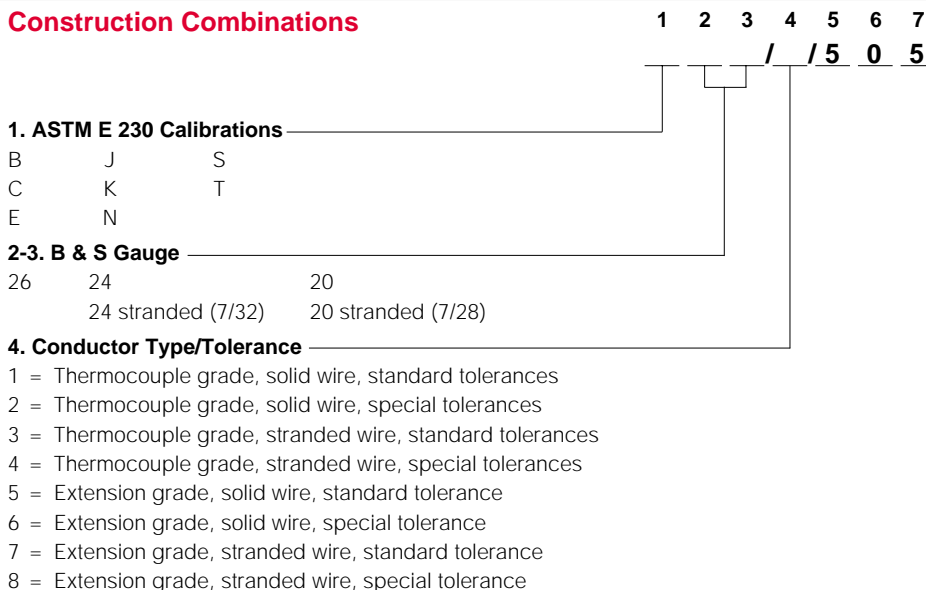 Construction Combinations 1 2 3 4 5 6 7
/ / 5 0 5
1. ASTM E 230 Calibrations
B J S
C K T
E N
2-3. B & S Gauge
26 24 20
24 stranded (7/32) 20 stranded (7/28)
4. Conductor Type/Tolerance
1 = Thermocouple grade, solid wire, standard tolerances
2 = Thermocouple grade, solid wire, special tolerances
3 = Thermocouple grade, stranded wire, standard tolerances
4 = Thermocouple grade, stranded wire, special tolerances
5 = Extension grade, solid wire, standard tolerance
6 = Extension grade, solid wire, special tolerance
7 = Extension grade, stranded wire, standard tolerance
8 = Extension grade, stranded wire, special tolerance